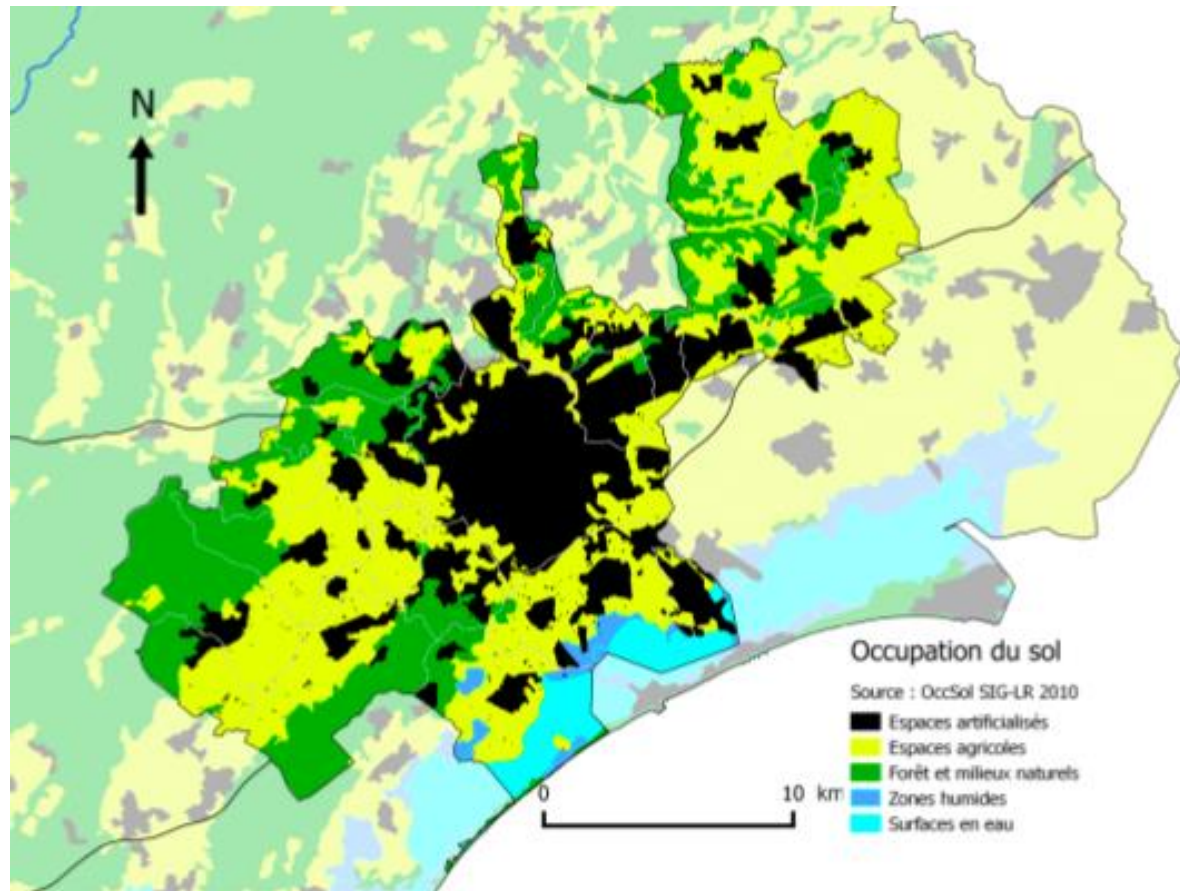 N
Occupation du sol
Source : OccSol SIG-LR 2010
Espaces artificialisés
Espaces agricoles
Forêt et milieux naturels
Zones humides
Surfaces en eau
0 10 km